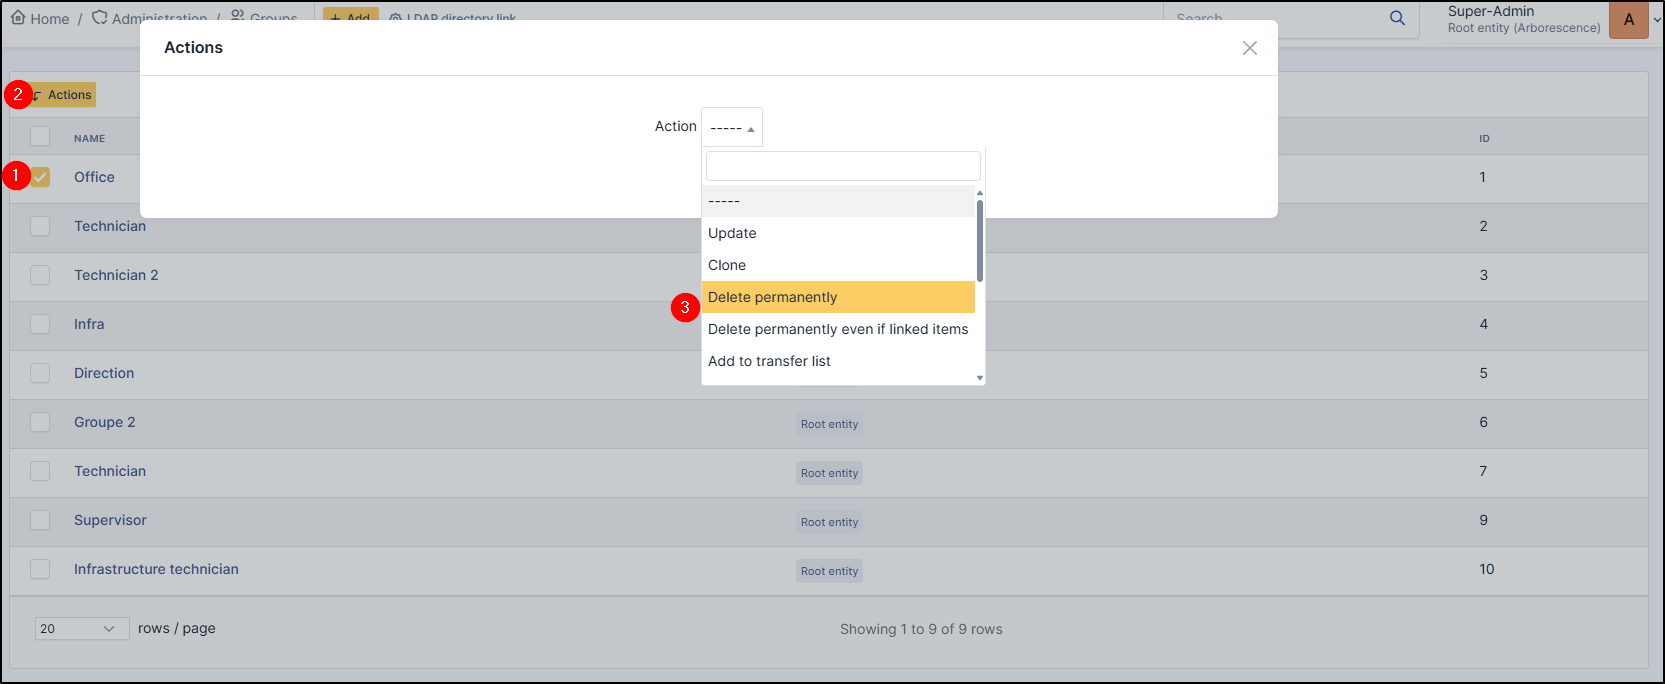 Home / Administration / Groups + Add LDAP directory link Search Super-Admin
Root entity (Arborescence) A
Actions
2 Actions
Action -----
NAME ID
-----
1 Office 1
Update
Technician 2
Clone
Technician 2 3
Delete permanently
3
Infra 4
Delete permanently even if linked items
Add to transfer list
Direction 5
Groupe 2 Root entity 6
Technician Root entity 7
Supervisor Root entity 9
Infrastructure technician Root entity 10
20 rows / page Showing 1 to 9 of 9 rows